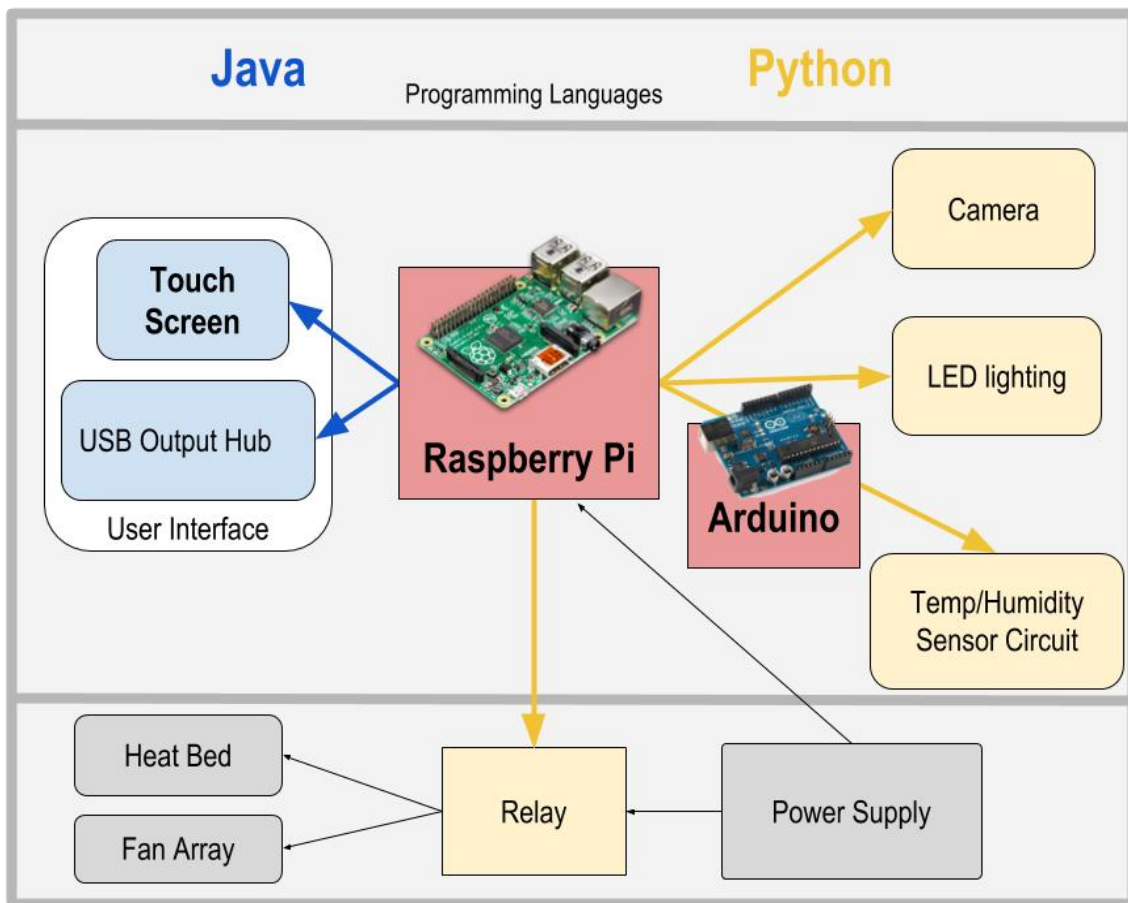 Java
Python
Programming Languages
Camera
Touch
Screen
LED lighting
USB Output Hub
Raspberry Pi
User Interface
Arduino
Temp/Humidity
Sensor Circuit
Heat Bed
Relay
Power Supply
Fan Array